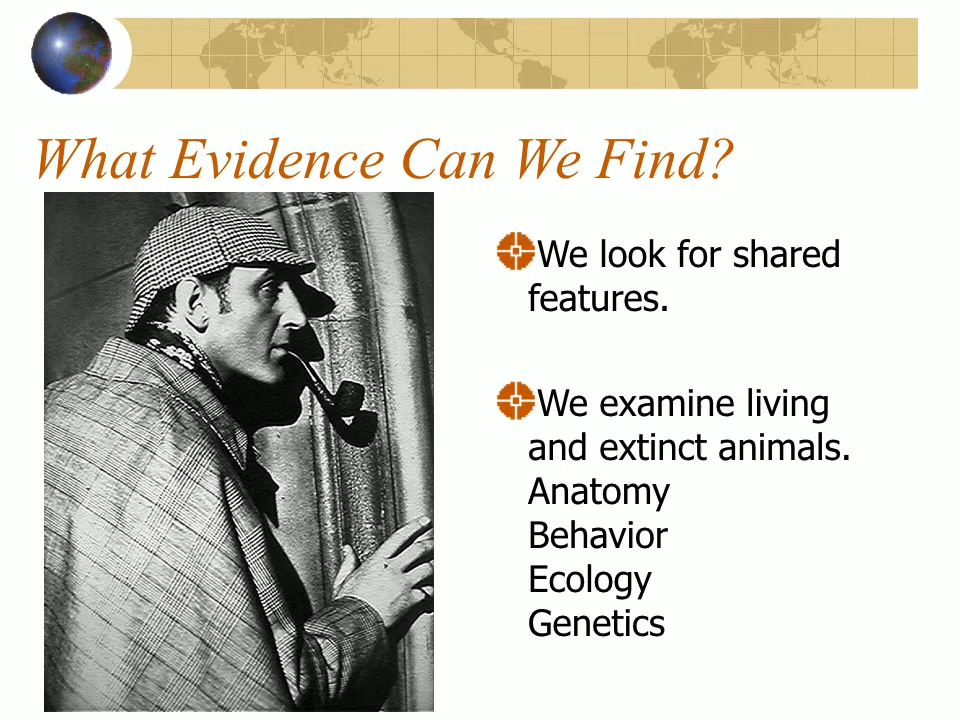 What Evidence Can We Find?
We look for shared
features.
We examine living
and extinct animals.
Anatomy
Behavior
Ecology
Genetics